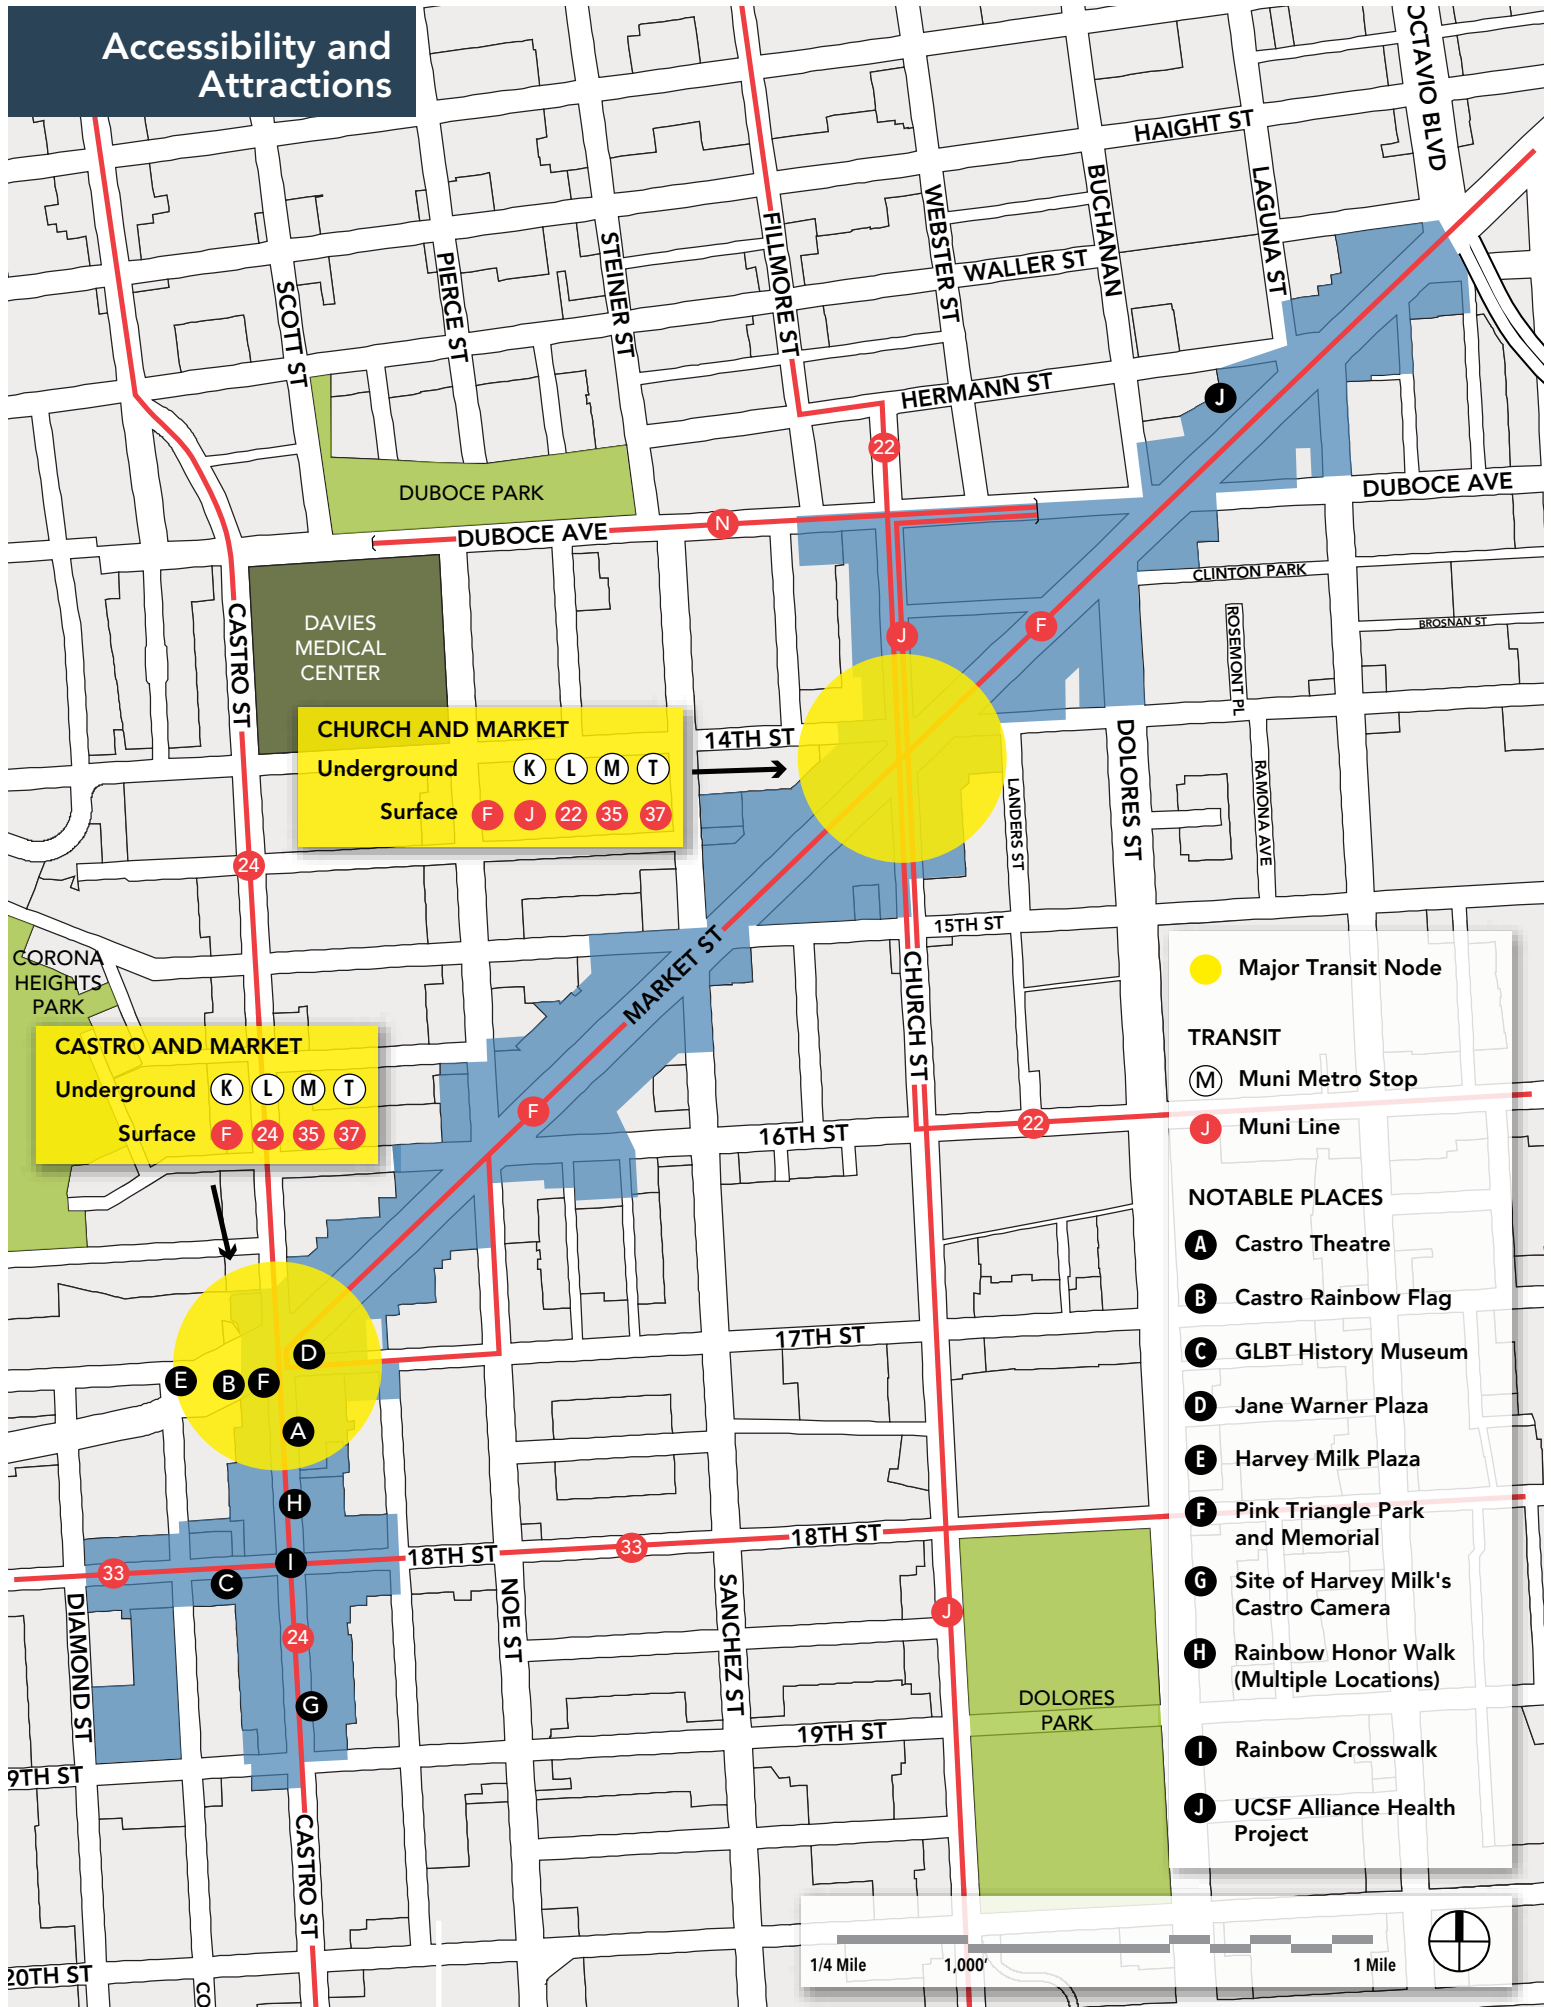 Accessibility and
Attractions
OCTAVIO BLVD
HAIGHT ST
BUCHANAN
LAGUNA ST
WEBSTER ST
FILLMORE ST
WALLER ST
STEINER ST
PIERCE ST
SCOTT ST
HERMANN ST
J
22
DUBOCE PARK
DUBOCE AVE
N
DUBOCE AVE
CLINTON PARK
BROSNAN ST
ROSEMONT PL
CASTRO ST
DAVIES
MEDICAL
CENTER
J
F
CHURCH AND MARKET
Underground K L M T
Surface F J 22 35 37
14TH ST
DOLORES ST
LANDERS ST
RAMONA AVE
24
15TH ST
MARKET ST
CHURCH ST
CORONA
HEIGHTS
PARK
CASTRO AND MARKET
Underground K L M T
Surface F 24 35 37
F
16TH ST
22
17TH ST
D
E
B
F
A
H
I
18TH ST
33
18TH ST
33
C
DIAMOND ST
NOE ST
SANCHEZ ST
J
24
G
DOLORES
PARK
19TH ST
9TH ST
CASTRO ST
20TH ST
CO
Major Transit Node
TRANSIT
M Muni Metro Stop
J Muni Line
NOTABLE PLACES
A Castro Theatre
B Castro Rainbow Flag
C GLBT History Museum
D Jane Warner Plaza
E Harvey Milk Plaza
F Pink Triangle Park
and Memorial
G Site of Harvey Milk's
Castro Camera
H Rainbow Honor Walk
(Multiple Locations)
I Rainbow Crosswalk
J UCSF Alliance Health
Project
1/4 Mile 1,000' 1 Mile